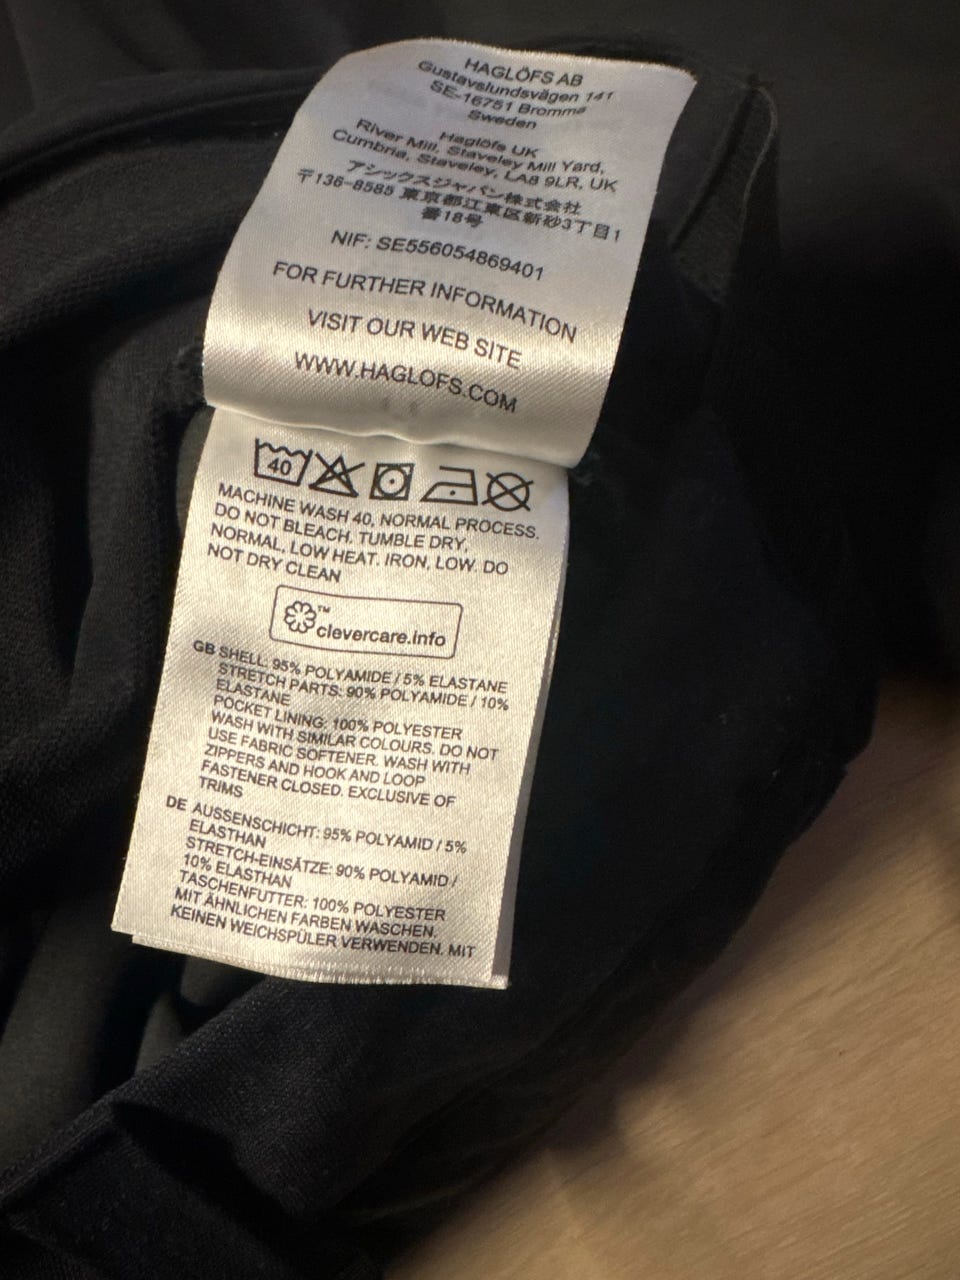 HAGLÖFS AB
Gustavslundsvägen 141
SE-16751 Bromma
Sweden
Haglöfs UK
River Mill, Staveley Mill Yard,
Cumbria, Staveley, LA8 9LR, UK
アシックスジャパン株式会社
〒136-8585 東京都江東区新砂3丁目1
番18号
NIF: SE556054869401
FOR FURTHER INFORMATION
VISIT OUR WEB SITE
WWW.HAGLOFS.COM
40
MACHINE WASH 40, NORMAL PROCESS.
DO NOT BLEACH. TUMBLE DRY,
NORMAL, LOW HEAT. IRON, LOW. DO
NOT DRY CLEAN
™ clevercare.info
GB SHELL: 95% POLYAMIDE / 5% ELASTANE
STRETCH PARTS: 90% POLYAMIDE / 10%
ELASTANE
POCKET LINING: 100% POLYESTER
WASH WITH SIMILAR COLOURS. DO NOT
USE FABRIC SOFTENER. WASH WITH
ZIPPERS AND HOOK AND LOOP
FASTENER CLOSED. EXCLUSIVE OF
TRIMS
DE AUSSENSCHICHT: 95% POLYAMID / 5%
ELASTHAN
STRETCH-EINSÄTZE: 90% POLYAMID /
10% ELASTHAN
TASCHENFUTTER: 100% POLYESTER
MIT ÄHNLICHEN FARBEN WASCHEN.
KEINEN WEICHSPÜLER VERWENDEN. MIT